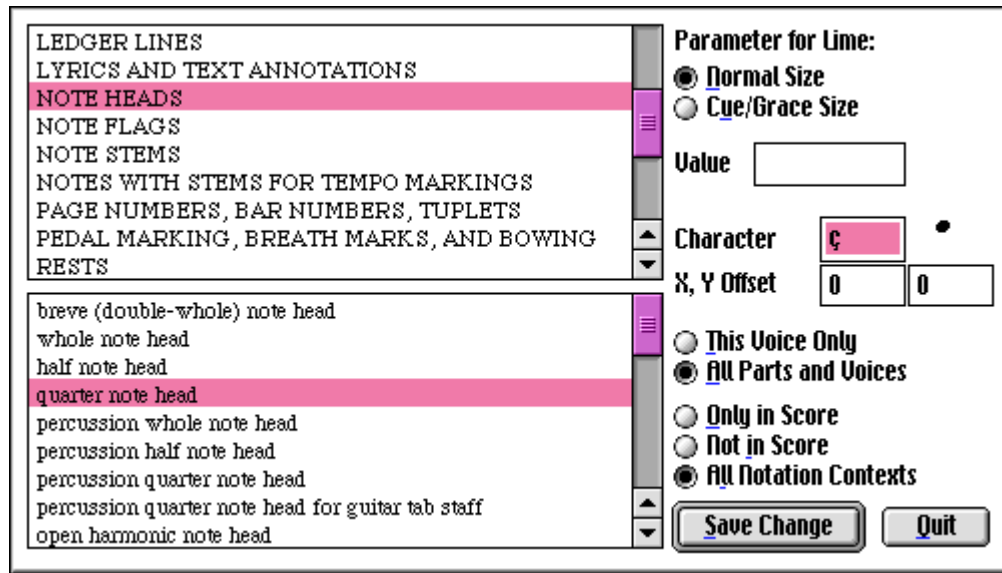 LEDGER LINES
LYRICS AND TEXT ANNOTATIONS
NOTE HEADS
NOTE FLAGS
NOTE STEMS
NOTES WITH STEMS FOR TEMPO MARKINGS
PAGE NUMBERS, BAR NUMBERS, TUPLETS
PEDAL MARKING, BREATH MARKS, AND BOWING
RESTS
breve (double-whole) note head
whole note head
half note head
quarter note head
percussion whole note head
percussion half note head
percussion quarter note head
percussion quarter note head for guitar tab staff
open harmonic note head
Parameter for Lime:
Normal Size
Cue/Grace Size
Value
Character ç
X, Y Offset 0 0
This Voice Only
All Parts and Voices
Only in Score
Not in Score
All Notation Contexts
Save Change Quit